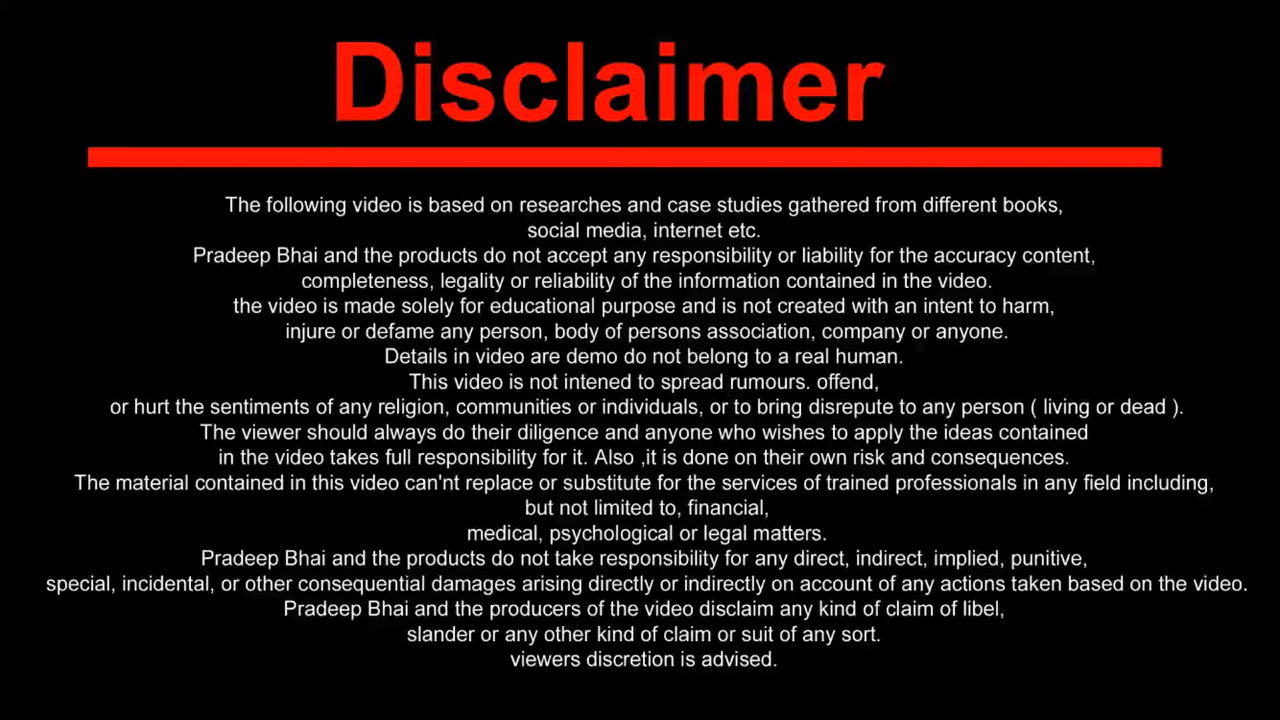 Disclaimer
The following video is based on researches and case studies gathered from different books,
social media, internet etc.
Pradeep Bhai and the products do not accept any responsibility or liability for the accuracy content,
completeness, legality or reliability of the information contained in the video.
the video is made solely for educational purpose and is not created with an intent to harm,
injure or defame any person, body of persons association, company or anyone.
Details in video are demo do not belong to a real human.
This video is not intened to spread rumours. offend,
or hurt the sentiments of any religion, communities or individuals, or to bring disrepute to any person ( living or dead ).
The viewer should always do their diligence and anyone who wishes to apply the ideas contained
in the video takes full responsibility for it. Also ,it is done on their own risk and consequences.
The material contained in this video can'nt replace or substitute for the services of trained professionals in any field including,
but not limited to, financial,
medical, psychological or legal matters.
Pradeep Bhai and the products do not take responsibility for any direct, indirect, implied, punitive,
special, incidental, or other consequential damages arising directly or indirectly on account of any actions taken based on the video.
Pradeep Bhai and the producers of the video disclaim any kind of claim of libel,
slander or any other kind of claim or suit of any sort.
viewers discretion is advised.